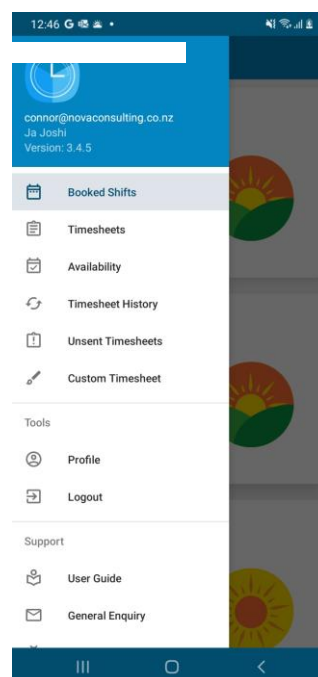 12:46 G
connor@novaconsulting.co.nz
Ja Joshi
Version: 3.4.5
Booked Shifts
Timesheets
Availability
Timesheet History
Unsent Timesheets
Custom Timesheet
Tools
Profile
Logout
Support
User Guide
General Enquiry